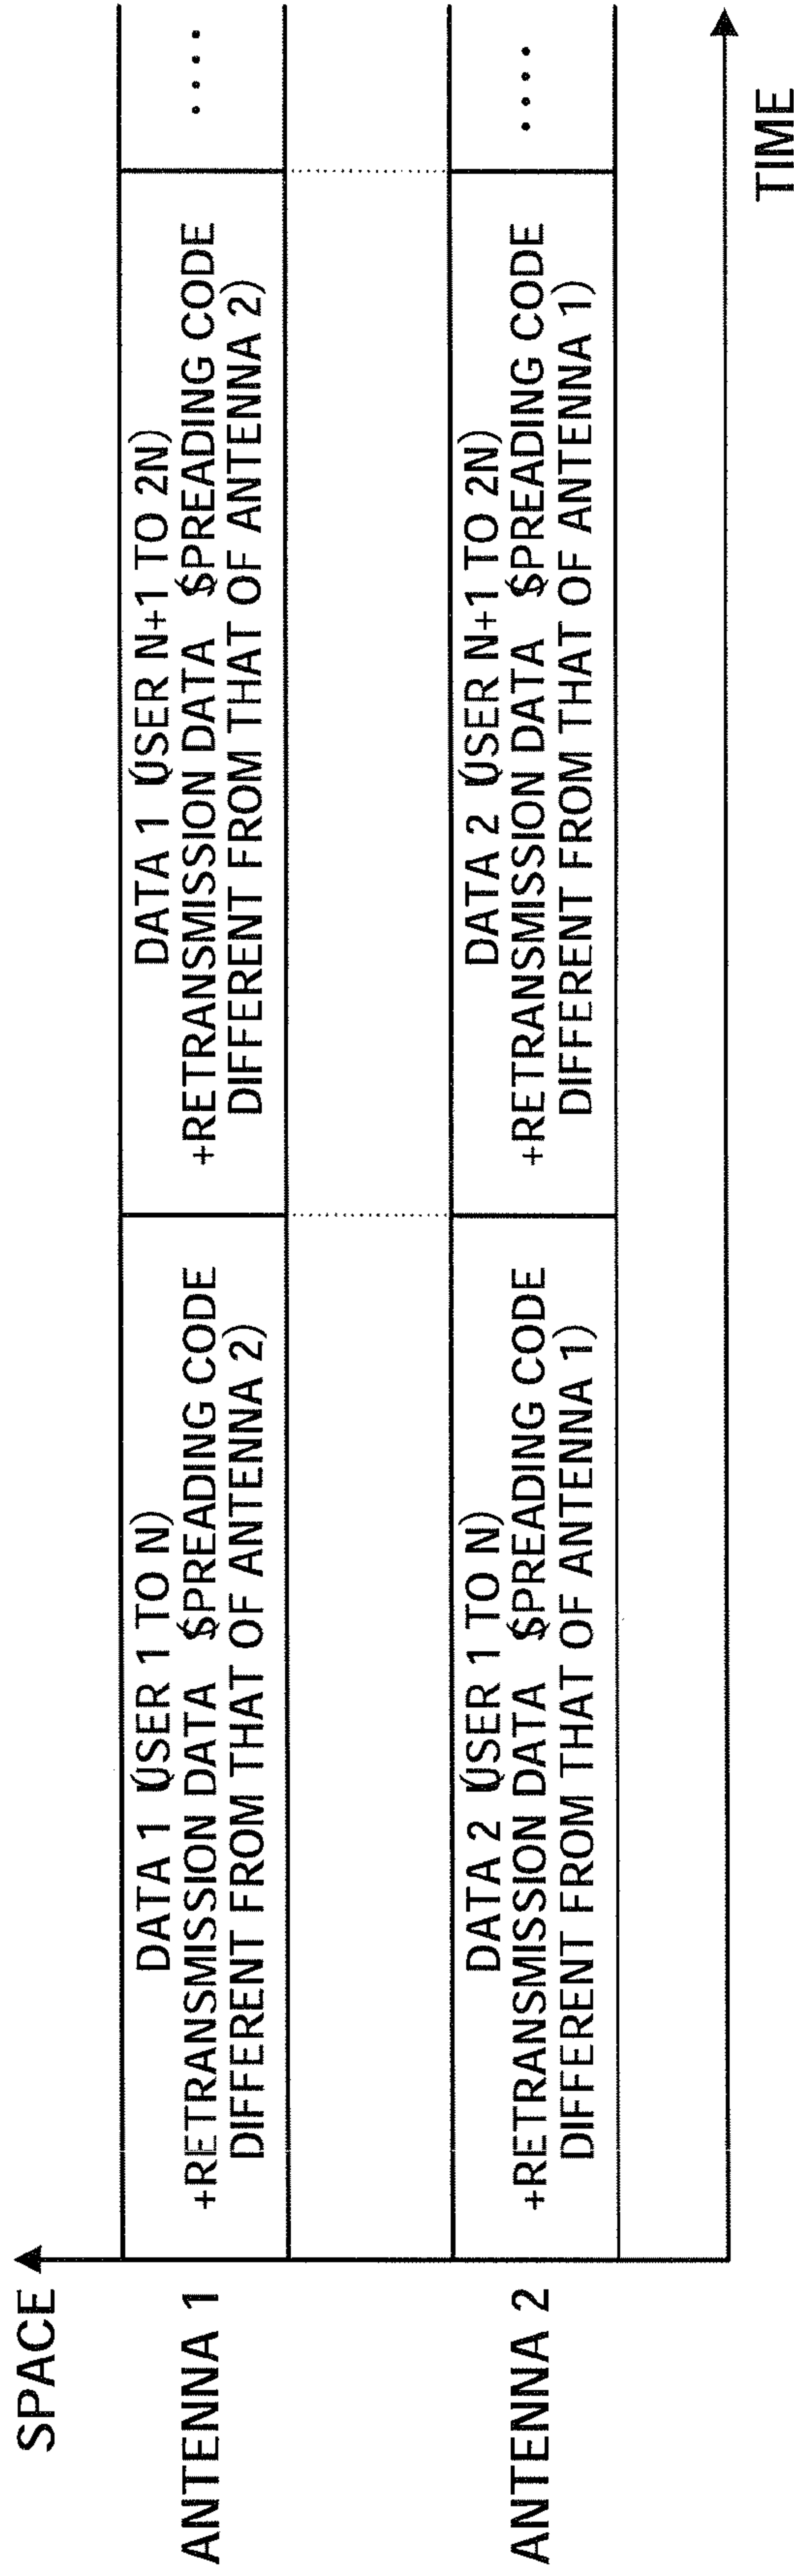 SPACE
ANTENNA 1
DATA 1 (USER 1 TO N)
+RETRANSMISSION DATA (SPREADING CODE
DIFFERENT FROM THAT OF ANTENNA 2)
DATA 1 (USER N+1 TO 2N)
+RETRANSMISSION DATA (SPREADING CODE
DIFFERENT FROM THAT OF ANTENNA 2)
....
ANTENNA 2
DATA 2 (USER 1 TO N)
+RETRANSMISSION DATA (SPREADING CODE
DIFFERENT FROM THAT OF ANTENNA 1)
DATA 2 (USER N+1 TO 2N)
+RETRANSMISSION DATA (SPREADING CODE
DIFFERENT FROM THAT OF ANTENNA 1)
....
TIME